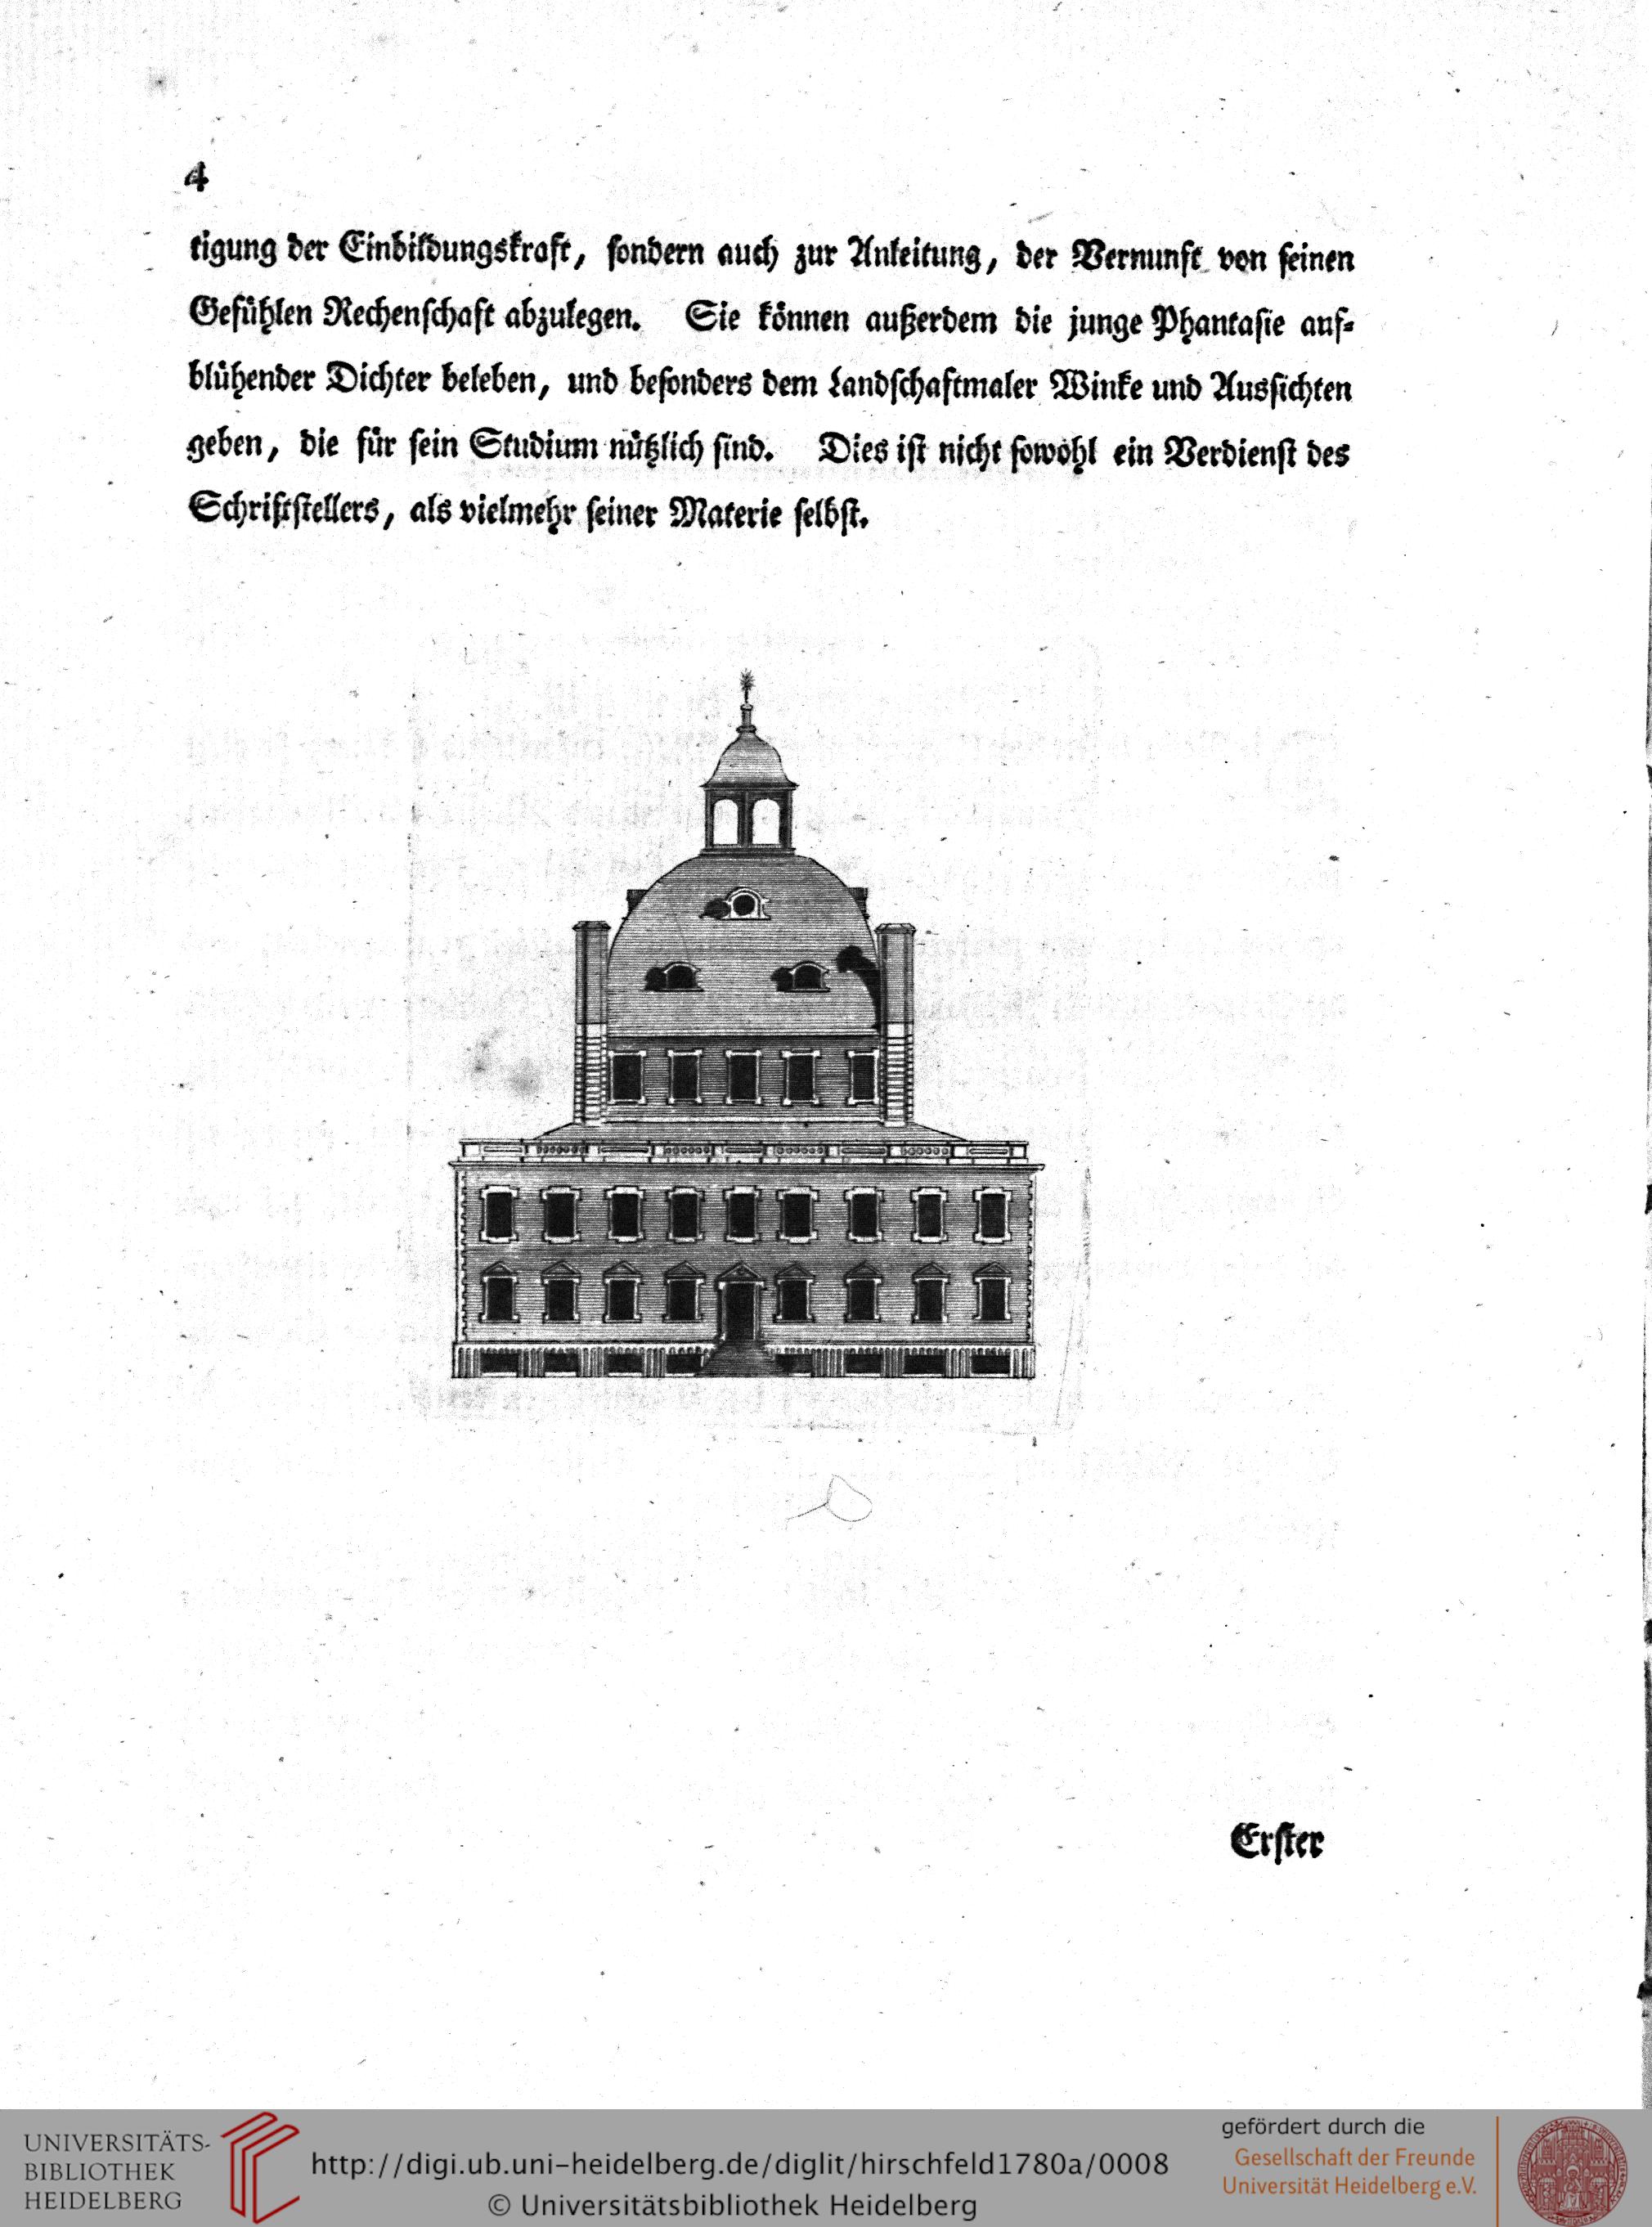 4
tigung der Einbildungskraft, sondern auch zur Anleitung, der Vernunft von seinen
Gefühlen Rechenschaft abzulegen. Sie können außerdem die junge Phantasie auf-
blühender Dichter beleben, und besonders dem Landschaftmaler Winke und Aussichten
geben, die für sein Studium nützlich sind. Dies ist nicht sowohl ein Verdienst des
Schriftstellers, als vielmehr seiner Materie selbst.
Erster
UNIVERSITÄTS-
BIBLIOTHEK
HEIDELBERG
http://digi.ub.uni-heidelberg.de/diglit/hirschfeld1780a/0008
© Universitätsbibliothek Heidelberg
gefördert durch die
Gesellschaft der Freunde
Universität Heidelberg e.V.